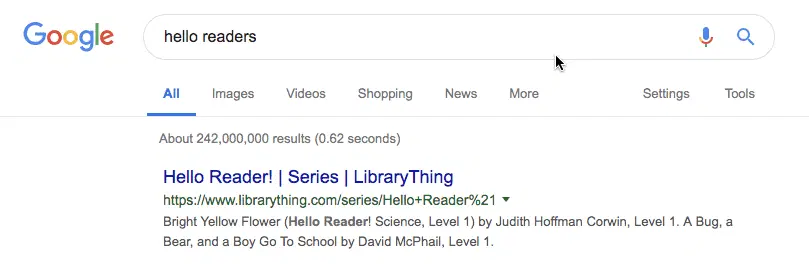 Google
hello readers
All Images Videos Shopping News More Settings Tools
About 242,000,000 results (0.62 seconds)
Hello Reader! | Series | LibraryThing
https://www.librarything.com/series/Hello+Reader%21
Bright Yellow Flower (Hello Reader! Science, Level 1) by Judith Hoffman Corwin, Level 1. A Bug, a
Bear, and a Boy Go To School by David McPhail, Level 1.